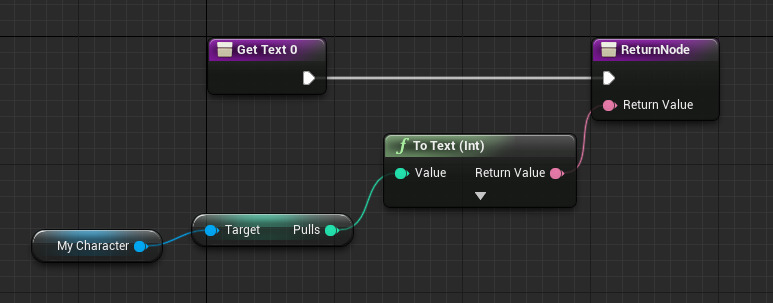 Get Text 0
ReturnNode
Return Value
To Text (Int)
Value Return Value
Target Pulls
My Character